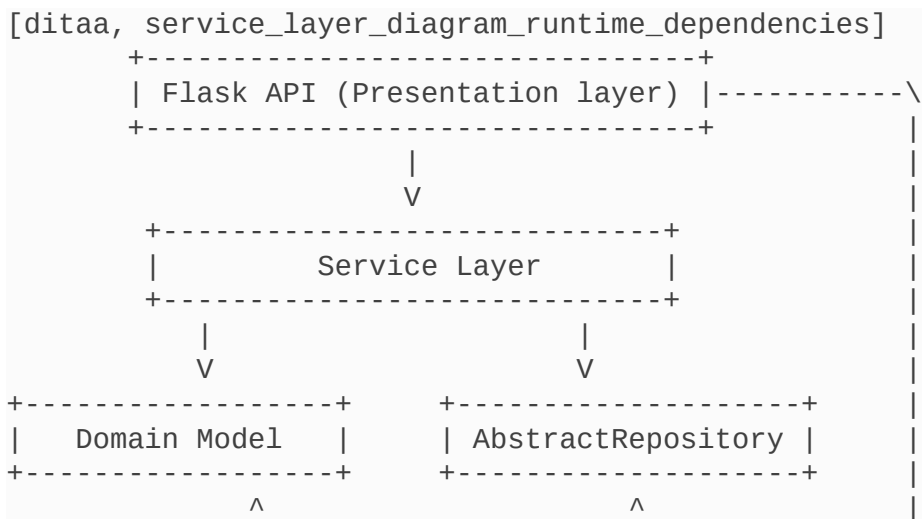 [ditaa, service_layer_diagram_runtime_dependencies]
       +--------------------------------+
       | Flask API (Presentation layer) |-----------\
       +--------------------------------+           |
                       |                            |
                       V                            |
        +-----------------------------+             |
        |         Service Layer       |             |
        +-----------------------------+             |
           |                     |                  |
           V                     V                  |
+------------------+     +--------------------+     |
|   Domain Model   |     | AbstractRepository |     |
+------------------+     +--------------------+     |
              ^                     ^               |